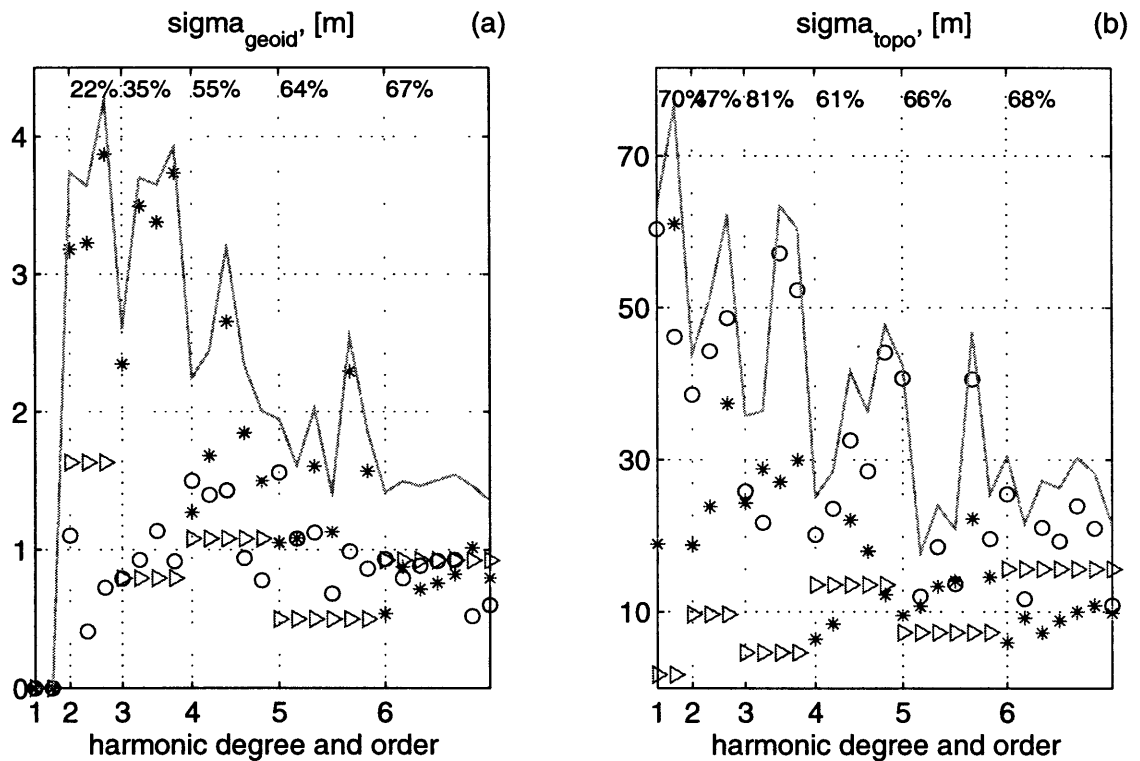 sigma_geoid, [m] (a)
22% 35% 55% 64% 67%
4
3
2
1
0
1 2 3 4 5 6
harmonic degree and order
sigma_topo, [m] (b)
70% 47% 81% 61% 66% 68%
70
50
30
10
1 2 3 4 5 6
harmonic degree and order